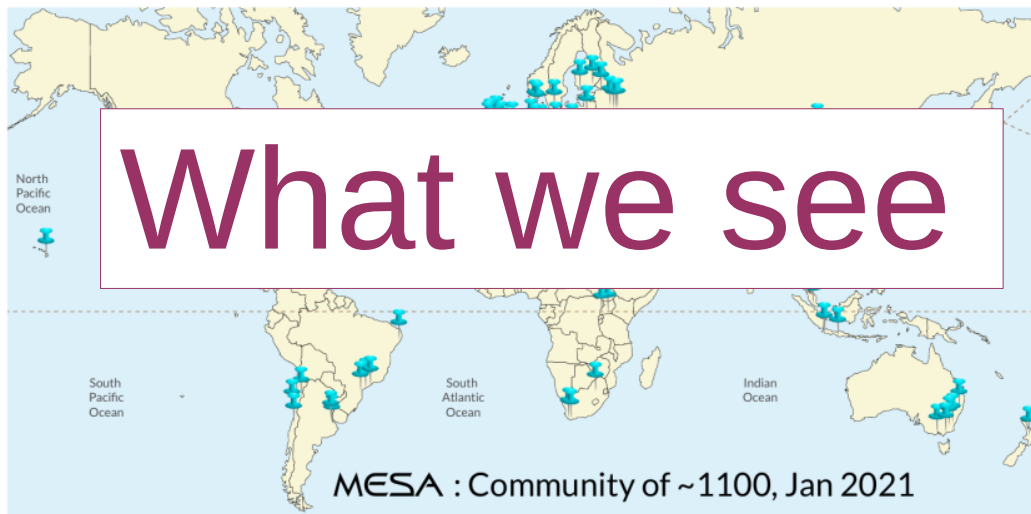 North
Pacific
Ocean
What we see
South
Pacific
Ocean
South
Atlantic
Ocean
Indian
Ocean
MESA : Community of ~1100, Jan 2021